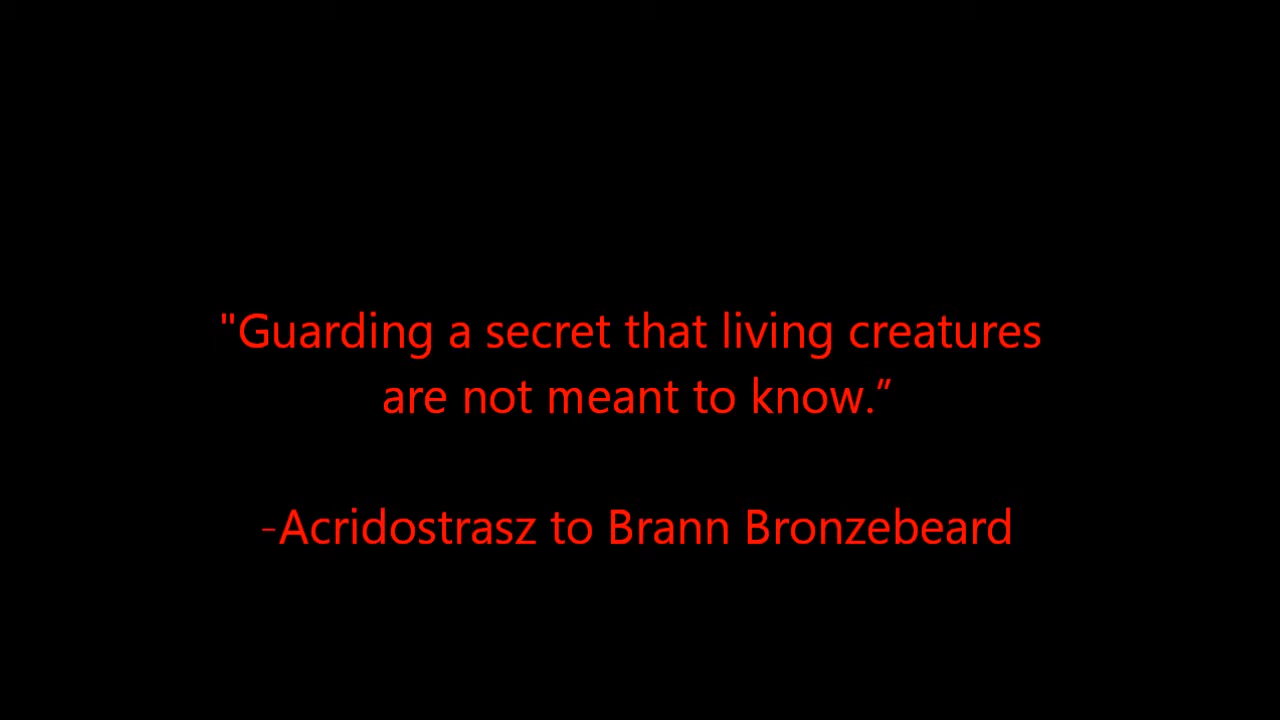 "Guarding a secret that living creatures
are not meant to know.”
-Acridostrasz to Brann Bronzebeard